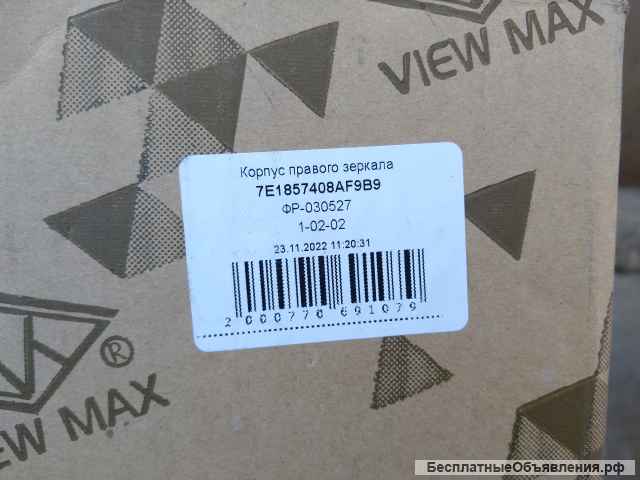 VIEW MAX
Корпус правого зеркала
7E1857408AF9B9
ФР-030527
1-02-02
23.11.2022 11:20:31
2 000770 691079
®
VIEW MAX
БесплатныеОбъявления.рф